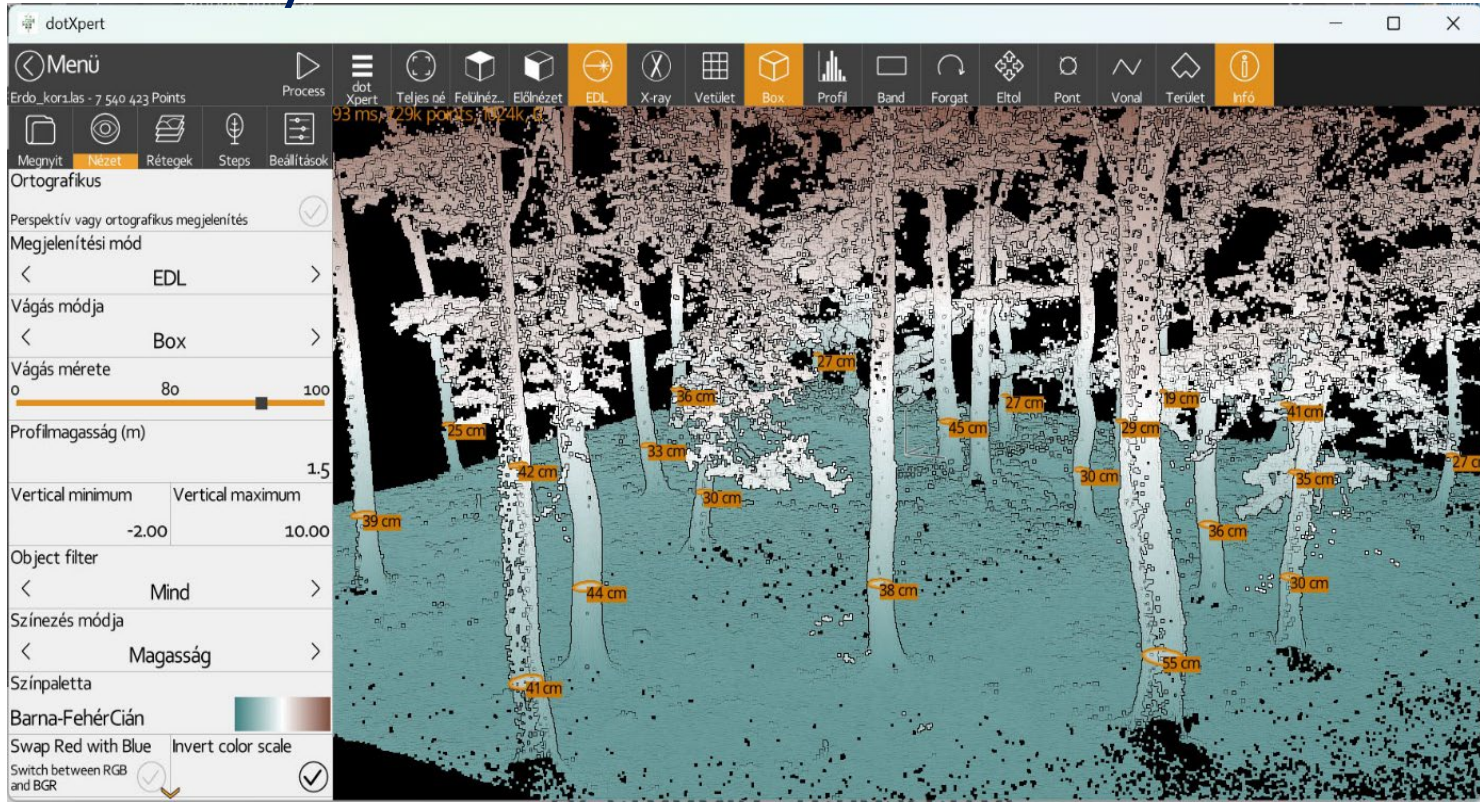 dotXpert
Menü
Process
dot Xpert
Teljes né
Felülnéz...
Előlnézet
EDL
X-ray
Vetület
Box
Profil
Band
Forgat
Eltol
Pont
Vonal
Terület
Infó
Erdo_kor1.las - 7 540 423 Points
93 ms, 729k points, 1024k,
Megnyit
Nézet
Rétegek
Steps
Beállítások
Ortografikus
Perspektív vagy ortografikus megjelenítés
Megjelenítési mód
< EDL >
Vágás módja
< Box >
Vágás mérete
0 80 100
Profilmagasság (m)
1.5
Vertical minimum Vertical maximum
-2.00 10.00
Object filter
< Mind >
Színezés módja
< Magasság >
Színpaletta
Barna-FehérCián
Swap Red with Blue Invert color scale
Switch between RGB
and BGR
27 cm
36 cm
27 cm
19 cm
41 cm
25 cm
45 cm
29 cm
33 cm
42 cm
30 cm
35 cm
27 c
30 cm
39 cm
36 cm
44 cm
38 cm
30 cm
55 cm
41 cm